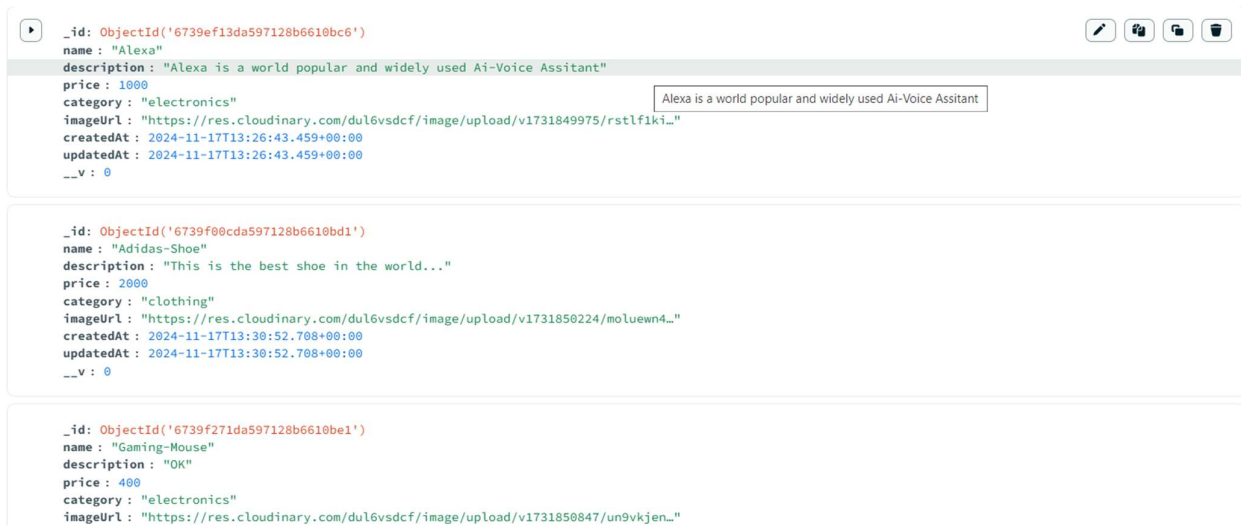 _id: ObjectId('6739ef13da597128b6610bc6')
name : "Alexa"
description : "Alexa is a world popular and widely used Ai-Voice Assitant"
price : 1000
Alexa is a world popular and widely used Ai-Voice Assitant
category : "electronics"
imageUrl : "https://res.cloudinary.com/dul6vsdcf/image/upload/v1731849975/rstlf1ki…"
createdAt : 2024-11-17T13:26:43.459+00:00
updatedAt : 2024-11-17T13:26:43.459+00:00
__v : 0
_id: ObjectId('6739f00cda597128b6610bd1')
name : "Adidas-Shoe"
description : "This is the best shoe in the world..."
price : 2000
category : "clothing"
imageUrl : "https://res.cloudinary.com/dul6vsdcf/image/upload/v1731850224/moluewn4…"
createdAt : 2024-11-17T13:30:52.708+00:00
updatedAt : 2024-11-17T13:30:52.708+00:00
__v : 0
_id: ObjectId('6739f271da597128b6610be1')
name : "Gaming-Mouse"
description : "OK"
price : 400
category : "electronics"
imageUrl : "https://res.cloudinary.com/dul6vsdcf/image/upload/v1731850847/un9vkjen…"